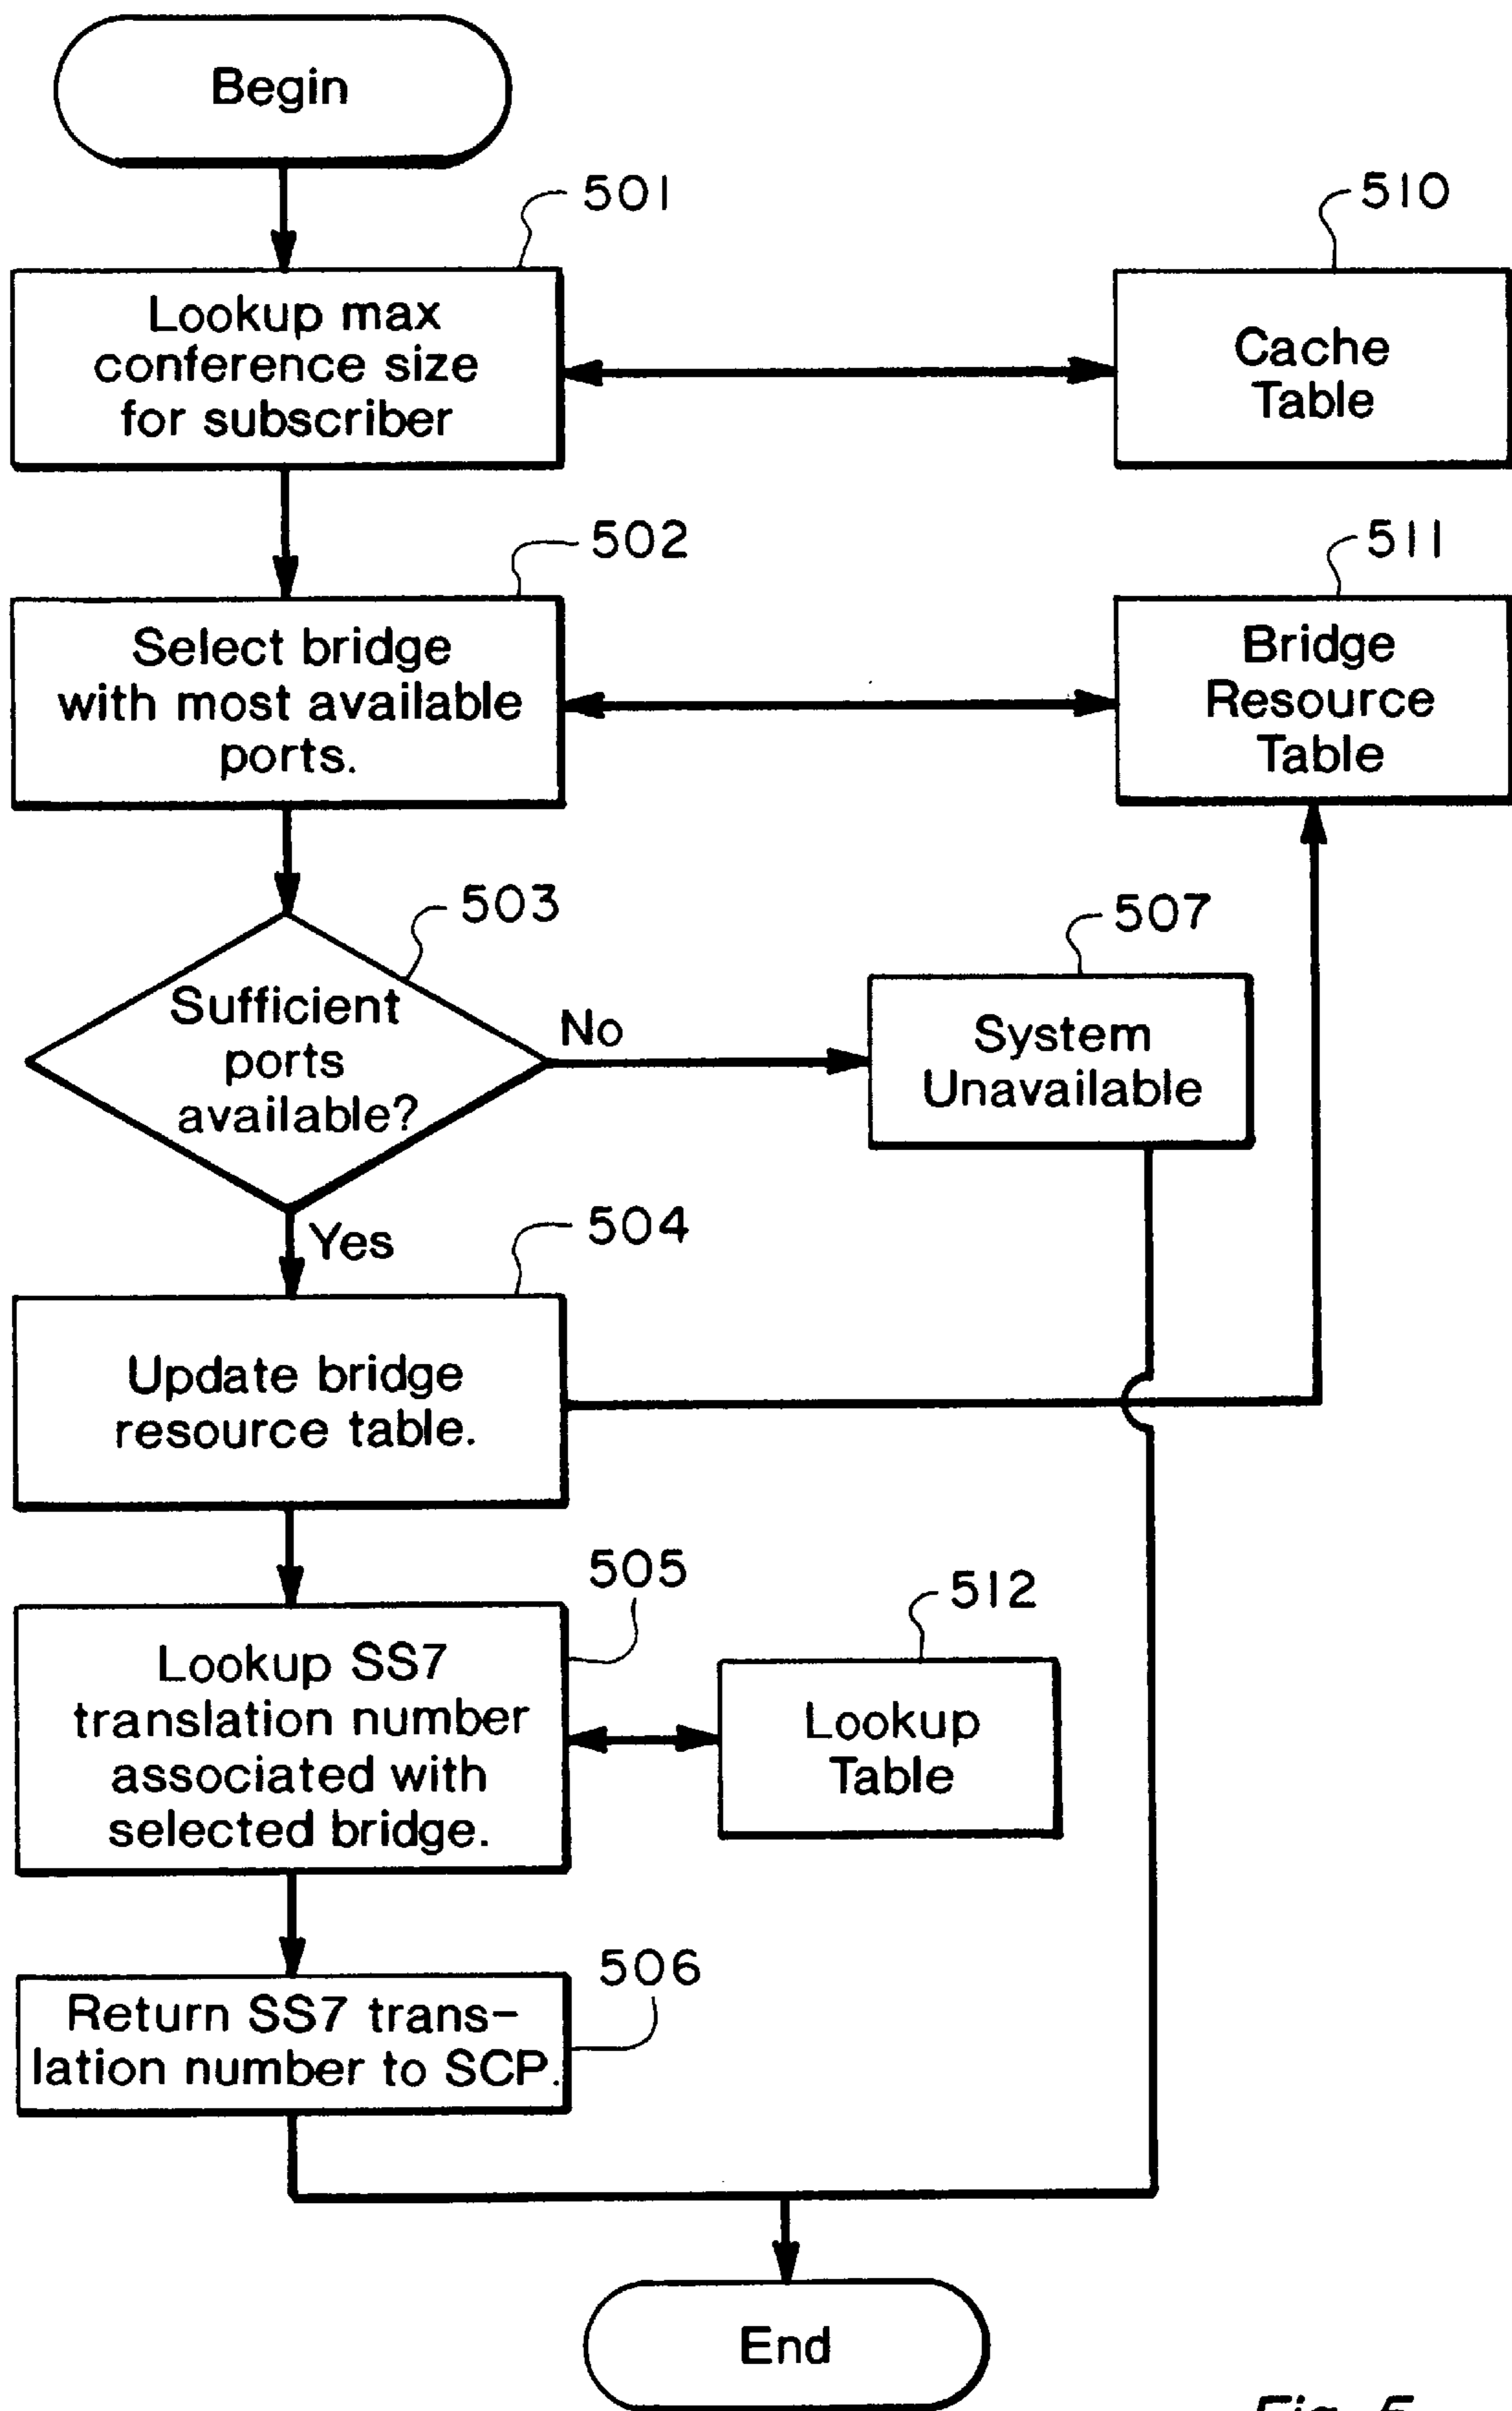 Begin
501
510
Lookup max
conference size
for subscriber
Cache
Table
502
511
Select bridge
with most available
ports.
Bridge
Resource
Table
503
507
Sufficient
ports
available?
No
System
Unavailable
Yes
504
Update bridge
resource table.
505
512
Lookup SS7
translation number
associated with
selected bridge.
Lookup
Table
506
Return SS7 trans-
lation number to SCP.
End